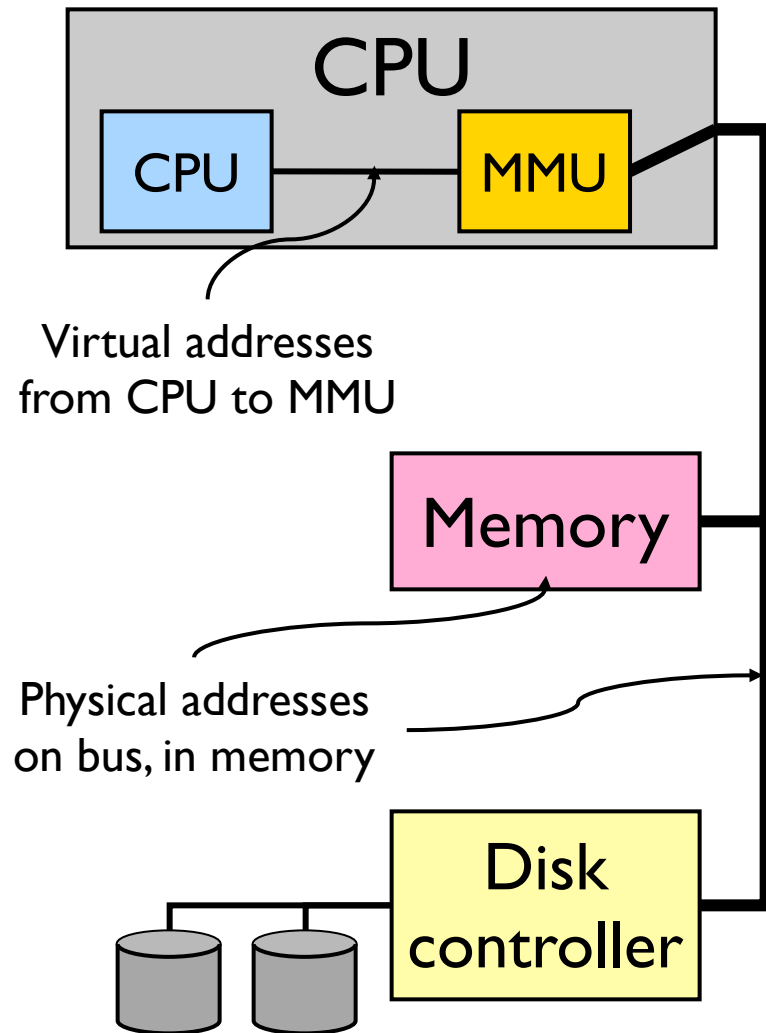 CPU
CPU
MMU
Virtual addresses
from CPU to MMU
Memory
Physical addresses
on bus, in memory
Disk
controller